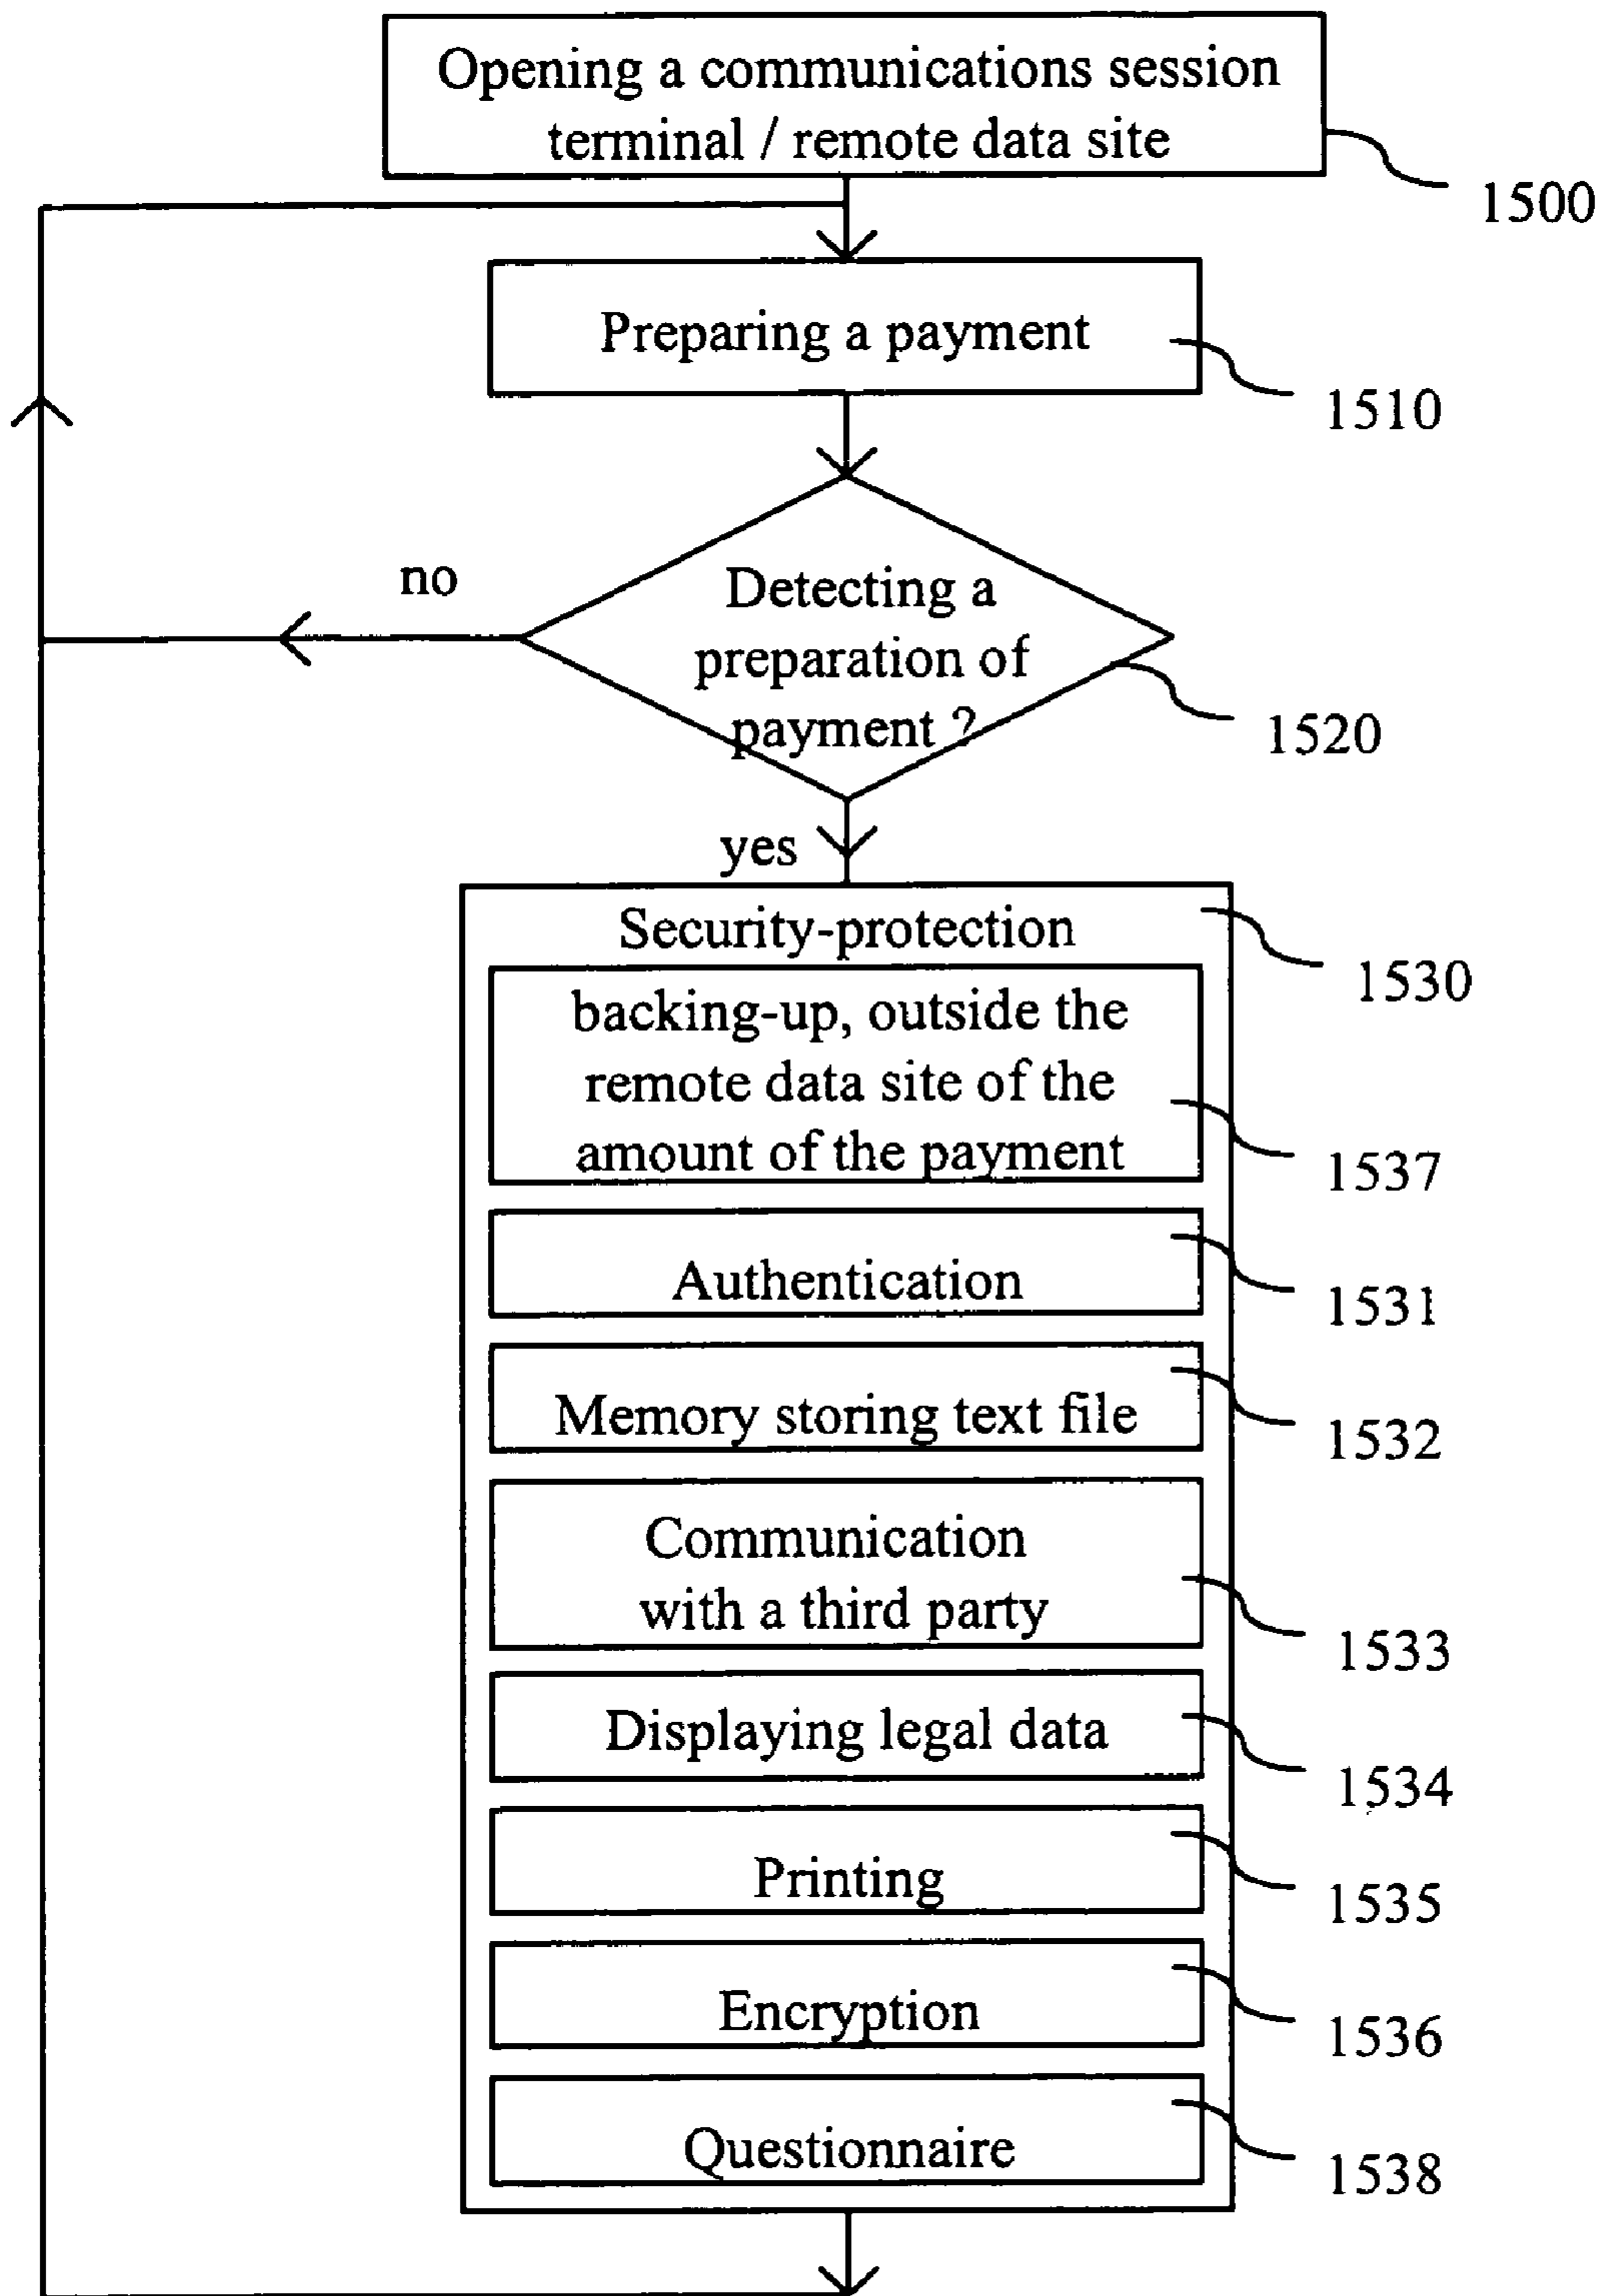 Opening a communications session
terminal / remote data site
1500
Preparing a payment
1510
no
Detecting a
preparation of
payment ?
1520
yes
Security-protection
1530
backing-up, outside the
remote data site of the
amount of the payment
1537
Authentication
1531
Memory storing text file
1532
Communication
with a third party
1533
Displaying legal data
1534
Printing
1535
Encryption
1536
Questionnaire
1538